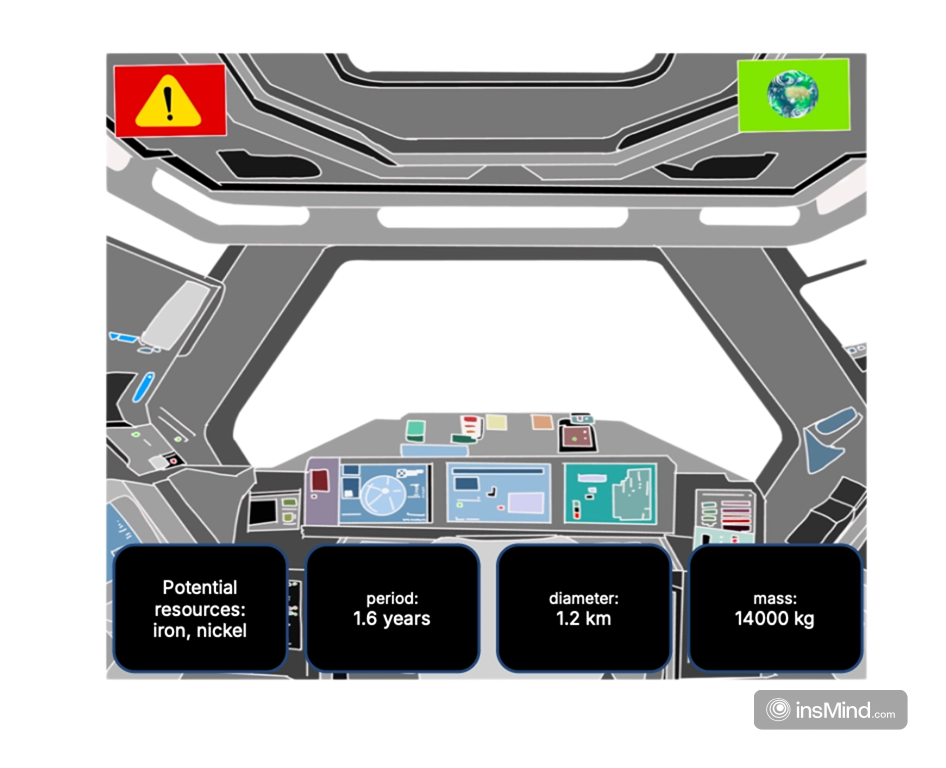 !
Potential
resources:
iron, nickel
period:
1.6 years
diameter:
1.2 km
mass:
14000 kg
insMind.com